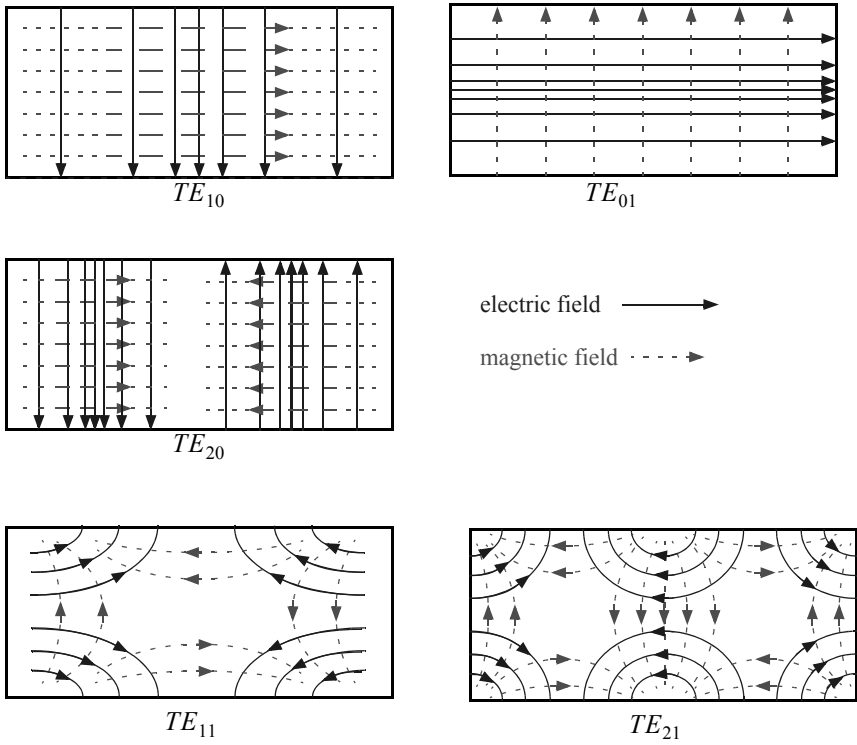 TE10
TE01
TE20
electric field
magnetic field
TE11
TE21